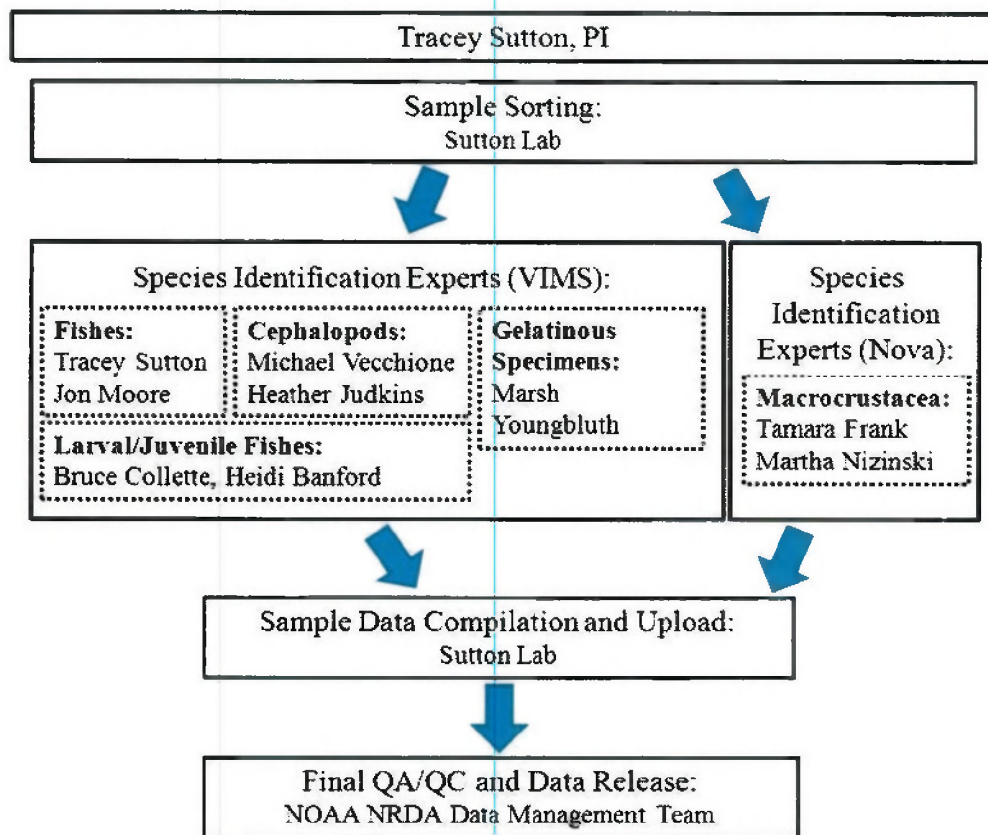 Tracey Sutton, PI
Sample Sorting:
Sutton Lab
Species Identification Experts (VIMS):
Fishes:
Tracey Sutton
Jon Moore
Cephalopods:
Michael Vecchione
Heather Judkins
Gelatinous
Specimens:
Marsh
Youngbluth
Larval/Juvenile Fishes:
Bruce Collette, Heidi Banford
Species
Identification
Experts (Nova):
Macrocrustacea:
Tamara Frank
Martha Nizinski
Sample Data Compilation and Upload:
Sutton Lab
Final QA/QC and Data Release:
NOAA NRDA Data Management Team